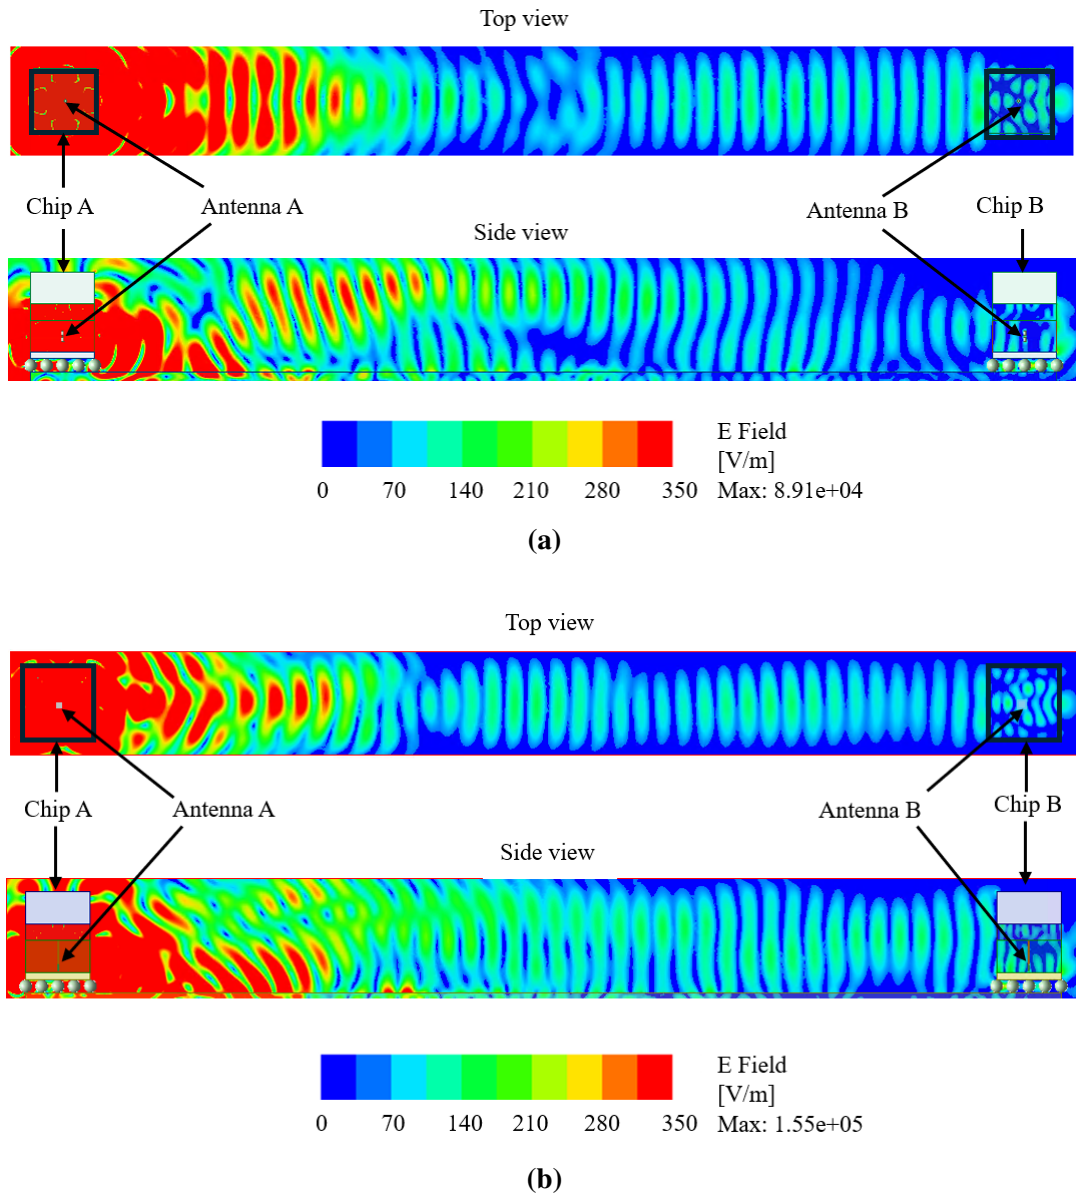 Top view
Chip A
Antenna A
Antenna B
Chip B
Side view
E Field
[V/m]
0 70 140 210 280 350 Max: 8.91e+04
(a)
Top view
Chip A
Antenna A
Antenna B
Chip B
Side view
E Field
[V/m]
0 70 140 210 280 350 Max: 1.55e+05
(b)